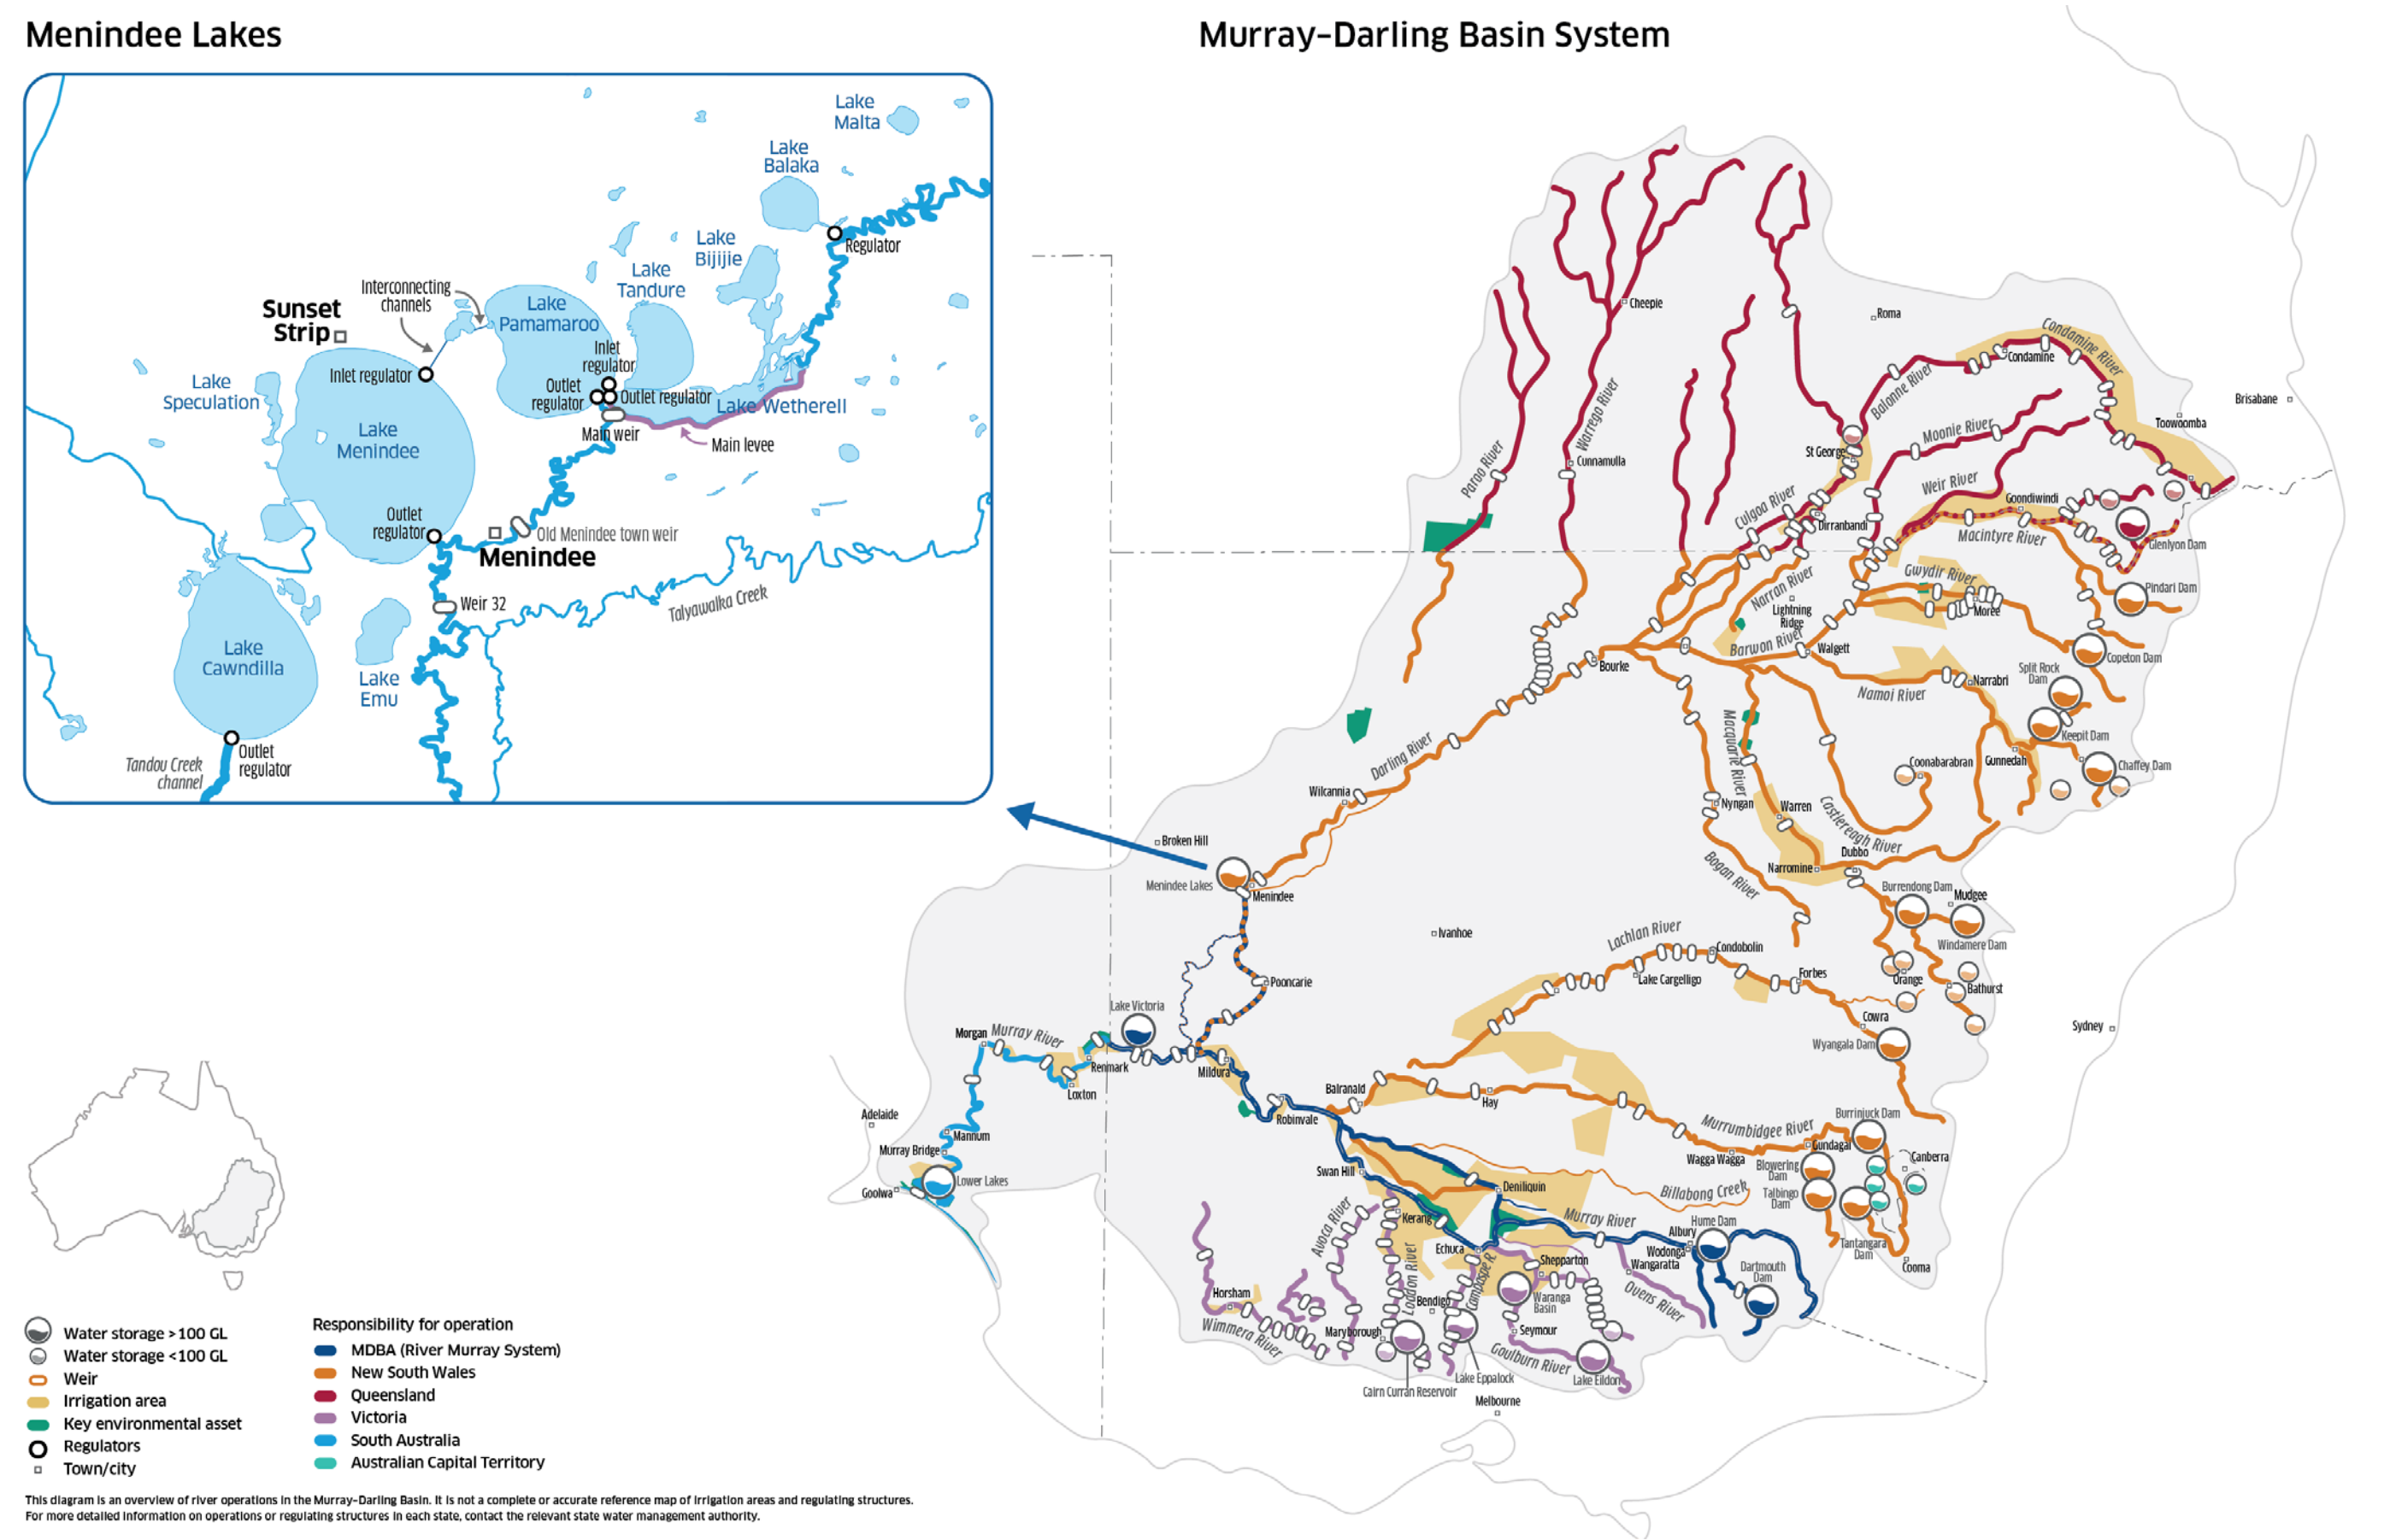 Menindee Lakes
Murray–Darling Basin System
Lake
Malta
Lake
Balaka
Regulator
Lake
Bijijie
Lake
Tandure
Interconnecting
channels
Lake
Pamamaroo
Sunset
Strip
Inlet
regulator
Inlet regulator
Outlet
regulator
Outlet regulator
Lake Wetherell
Lake
Speculation
Main weir
Main levee
Lake
Menindee
Outlet
regulator
Old Menindee town weir
Menindee
Weir 32
Talyawalka Creek
Lake
Cawndilla
Lake
Emu
Tandou Creek
channel
Outlet
regulator
Cheepie
Roma
Condamine River
Condamine
Balonne River
Brisbane
Toowoomba
Warrego River
Moonie River
St George
Paroo River
Cunnamulla
Weir River
Culgoa River
Goondiwindi
Dirranbandi
Macintyre River
Glenlyon Dam
Gwydir River
Narran River
Pindari Dam
Lightning
Ridge
Moree
Barwon River
Walgett
Bourke
Copeton Dam
Split Rock
Dam
Narrabri
Namoi River
Macquarie River
Keepit Dam
Darling River
Coonabarabran
Gunnedah
Chaffey Dam
Wilcannia
Nyngan
Warren
Castlereagh River
Broken Hill
Dubbo
Narromine
Bogan River
Menindee Lakes
Menindee
Burrendong Dam
Mudgee
Windamere Dam
Ivanhoe
Lachlan River
Condobolin
Lake Cargelligo
Forbes
Orange
Bathurst
Pooncarie
Lake Victoria
Cowra
Sydney
Wyangala Dam
Morgan
Murray River
Renmark
Mildura
Loxton
Balranald
Hay
Robinvale
Adelaide
Murrumbidgee River
Burrinjuck Dam
Mannum
Gundagai
Murray Bridge
Wagga Wagga
Blowering
Dam
Canberra
Swan Hill
Goolwa
Lower Lakes
Deniliquin
Billabong Creek
Talbingo
Dam
Avoca River
Kerang
Murray River
Albury
Hume Dam
Echuca
Wodonga
Tantangara
Dam
Shepparton
Wangaratta
Cooma
Loddon River
Campaspe R.
Dartmouth
Dam
Horsham
Bendigo
Waranga
Basin
Ovens River
Wimmera River
Maryborough
Seymour
Goulburn River
Lake Eppalock
Lake Eildon
Cairn Curran Reservoir
Melbourne
Water storage >100 GL
Water storage <100 GL
Weir
Irrigation area
Key environmental asset
Regulators
Town/city
Responsibility for operation
MDBA (River Murray System)
New South Wales
Queensland
Victoria
South Australia
Australian Capital Territory
This diagram is an overview of river operations in the Murray-Darling Basin. It is not a complete or accurate reference map of irrigation areas and regulating structures.
For more detailed information on operations or regulating structures in each state, contact the relevant state water management authority.